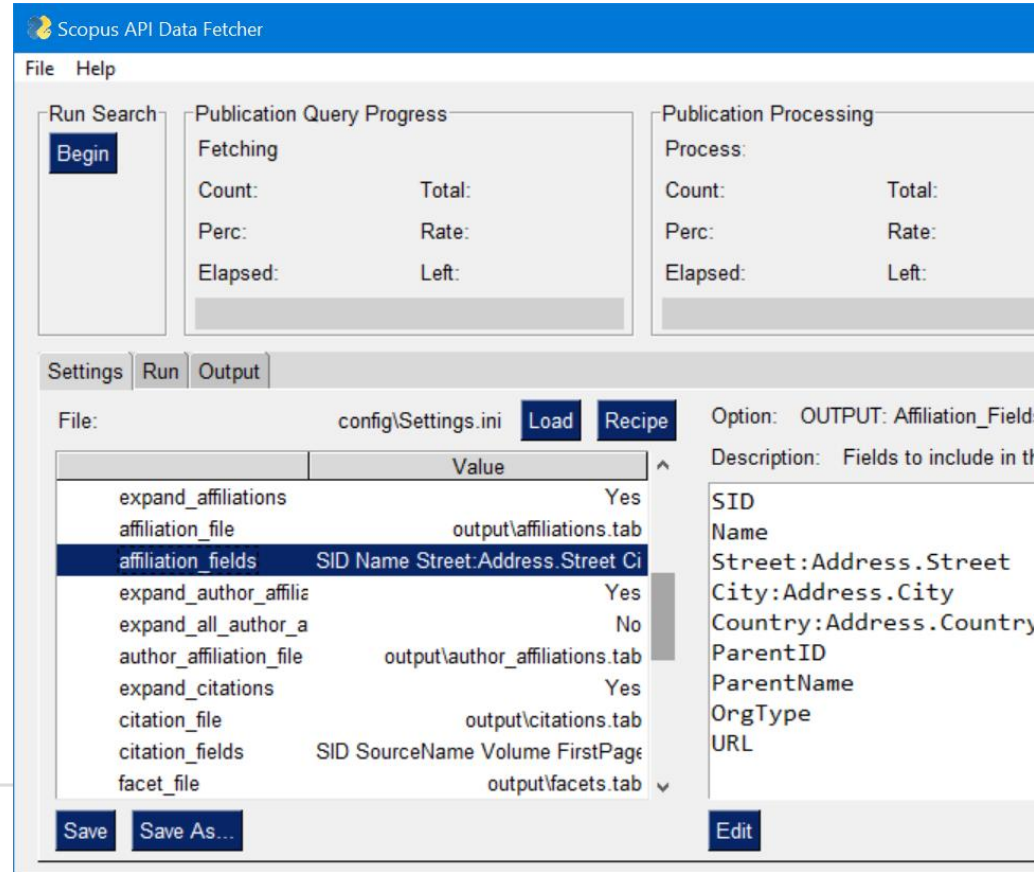 Scopus API Data Fetcher
File Help
Run Search
Begin
Publication Query Progress
Fetching
Count: Total:
Perc: Rate:
Elapsed: Left:
Publication Processing
Process:
Count: Total:
Perc: Rate:
Elapsed: Left:
Settings Run Output
File: config\Settings.ini Load Recipe
Value
expand_affiliations Yes
affiliation_file output\affiliations.tab
affiliation_fields SID Name Street:Address.Street Ci
expand_author_affilia Yes
expand_all_author_a No
author_affiliation_file output\author_affiliations.tab
expand_citations Yes
citation_file output\citations.tab
citation_fields SID SourceName Volume FirstPage
facet_file output\facets.tab
Save Save As...
Option: OUTPUT: Affiliation_Fields
Description: Fields to include in th
SID
Name
Street:Address.Street
City:Address.City
Country:Address.Country
ParentID
ParentName
OrgType
URL
Edit